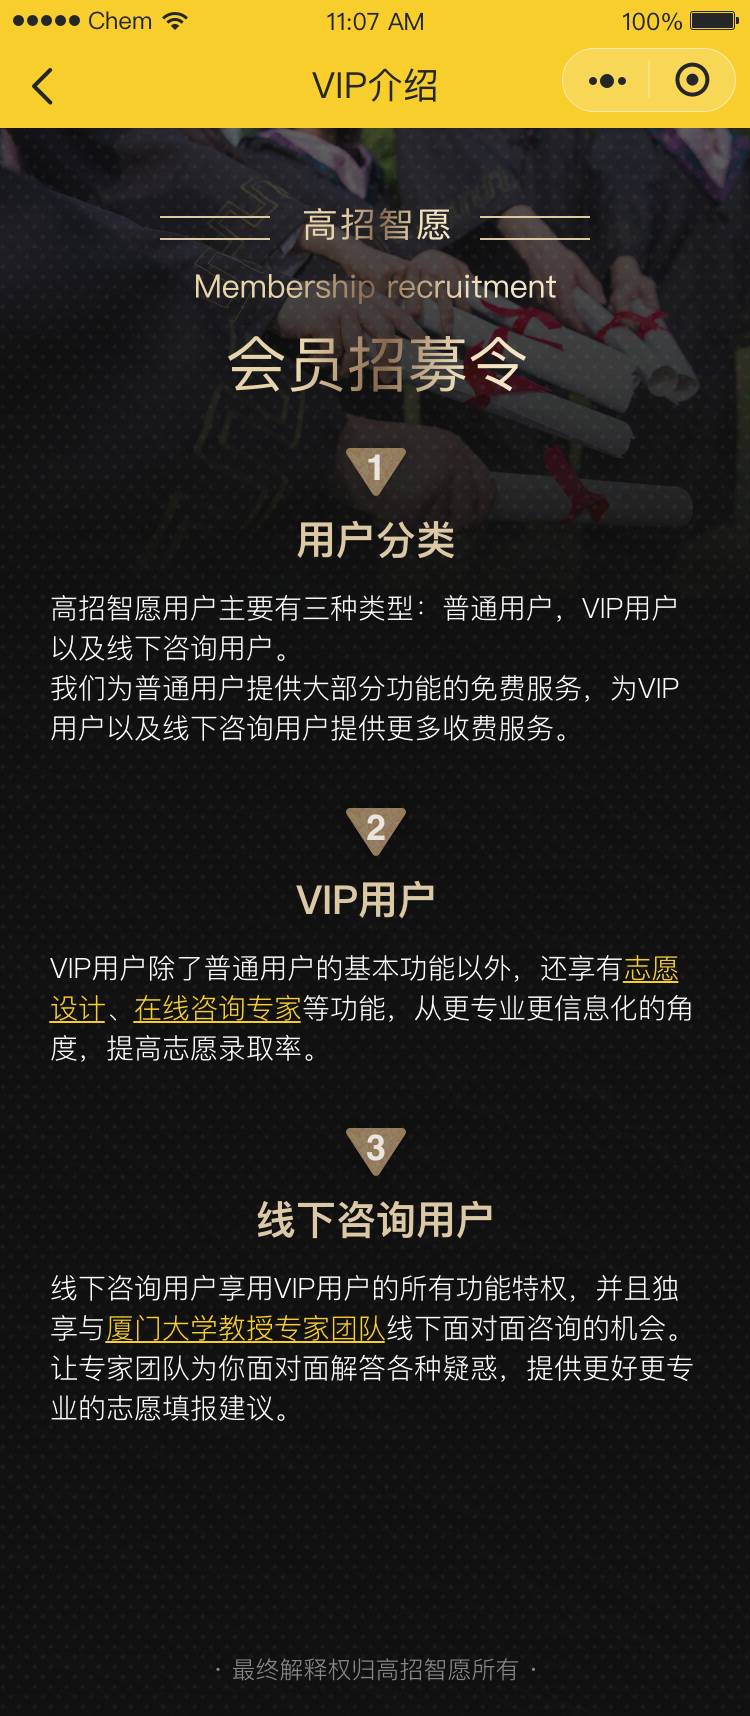 Chem
11:07 AM
100%
VIP介绍
高招智愿
Membership recruitment
会员招募令
1
用户分类
高招智愿用户主要有三种类型：普通用户，VIP用户
以及线下咨询用户。
我们为普通用户提供大部分功能的免费服务，为VIP
用户以及线下咨询用户提供更多收费服务。
2
VIP用户
VIP用户除了普通用户的基本功能以外，还享有志愿
设计、在线咨询专家等功能，从更专业更信息化的角
度，提高志愿录取率。
3
线下咨询用户
线下咨询用户享用VIP用户的所有功能特权，并且独
享与厦门大学教授专家团队线下面对面咨询的机会。
让专家团队为你面对面解答各种疑惑，提供更好更专
业的志愿填报建议。
· 最终解释权归高招智愿所有 ·